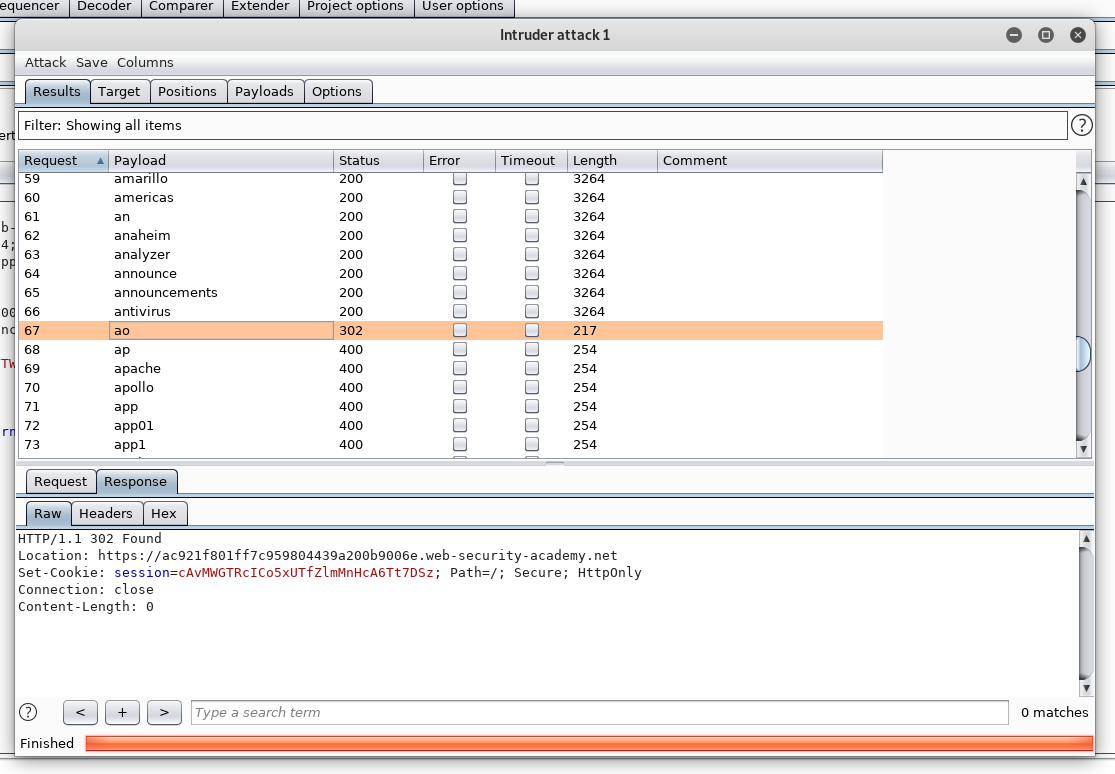 equencer Decoder Comparer Extender Project options User options
Intruder attack 1
Attack Save Columns
Results Target Positions Payloads Options
Filter: Showing all items ?
Request Payload Status Error Timeout Length Comment
59 amarillo 200 3264
60 americas 200 3264
61 an 200 3264
62 anaheim 200 3264
63 analyzer 200 3264
64 announce 200 3264
65 announcements 200 3264
66 antivirus 200 3264
67 ao 302 217
68 ap 400 254
69 apache 400 254
70 apollo 400 254
71 app 400 254
72 app01 400 254
73 app1 400 254
Request Response
Raw Headers Hex
HTTP/1.1 302 Found
Location: https://ac921f801ff7c959804439a200b9006e.web-security-academy.net
Set-Cookie: session=cAvMWGTRcICo5xUTfZlmMnHcA6Tt7DSz; Path=/; Secure; HttpOnly
Connection: close
Content-Length: 0
? < + > Type a search term 0 matches
Finished